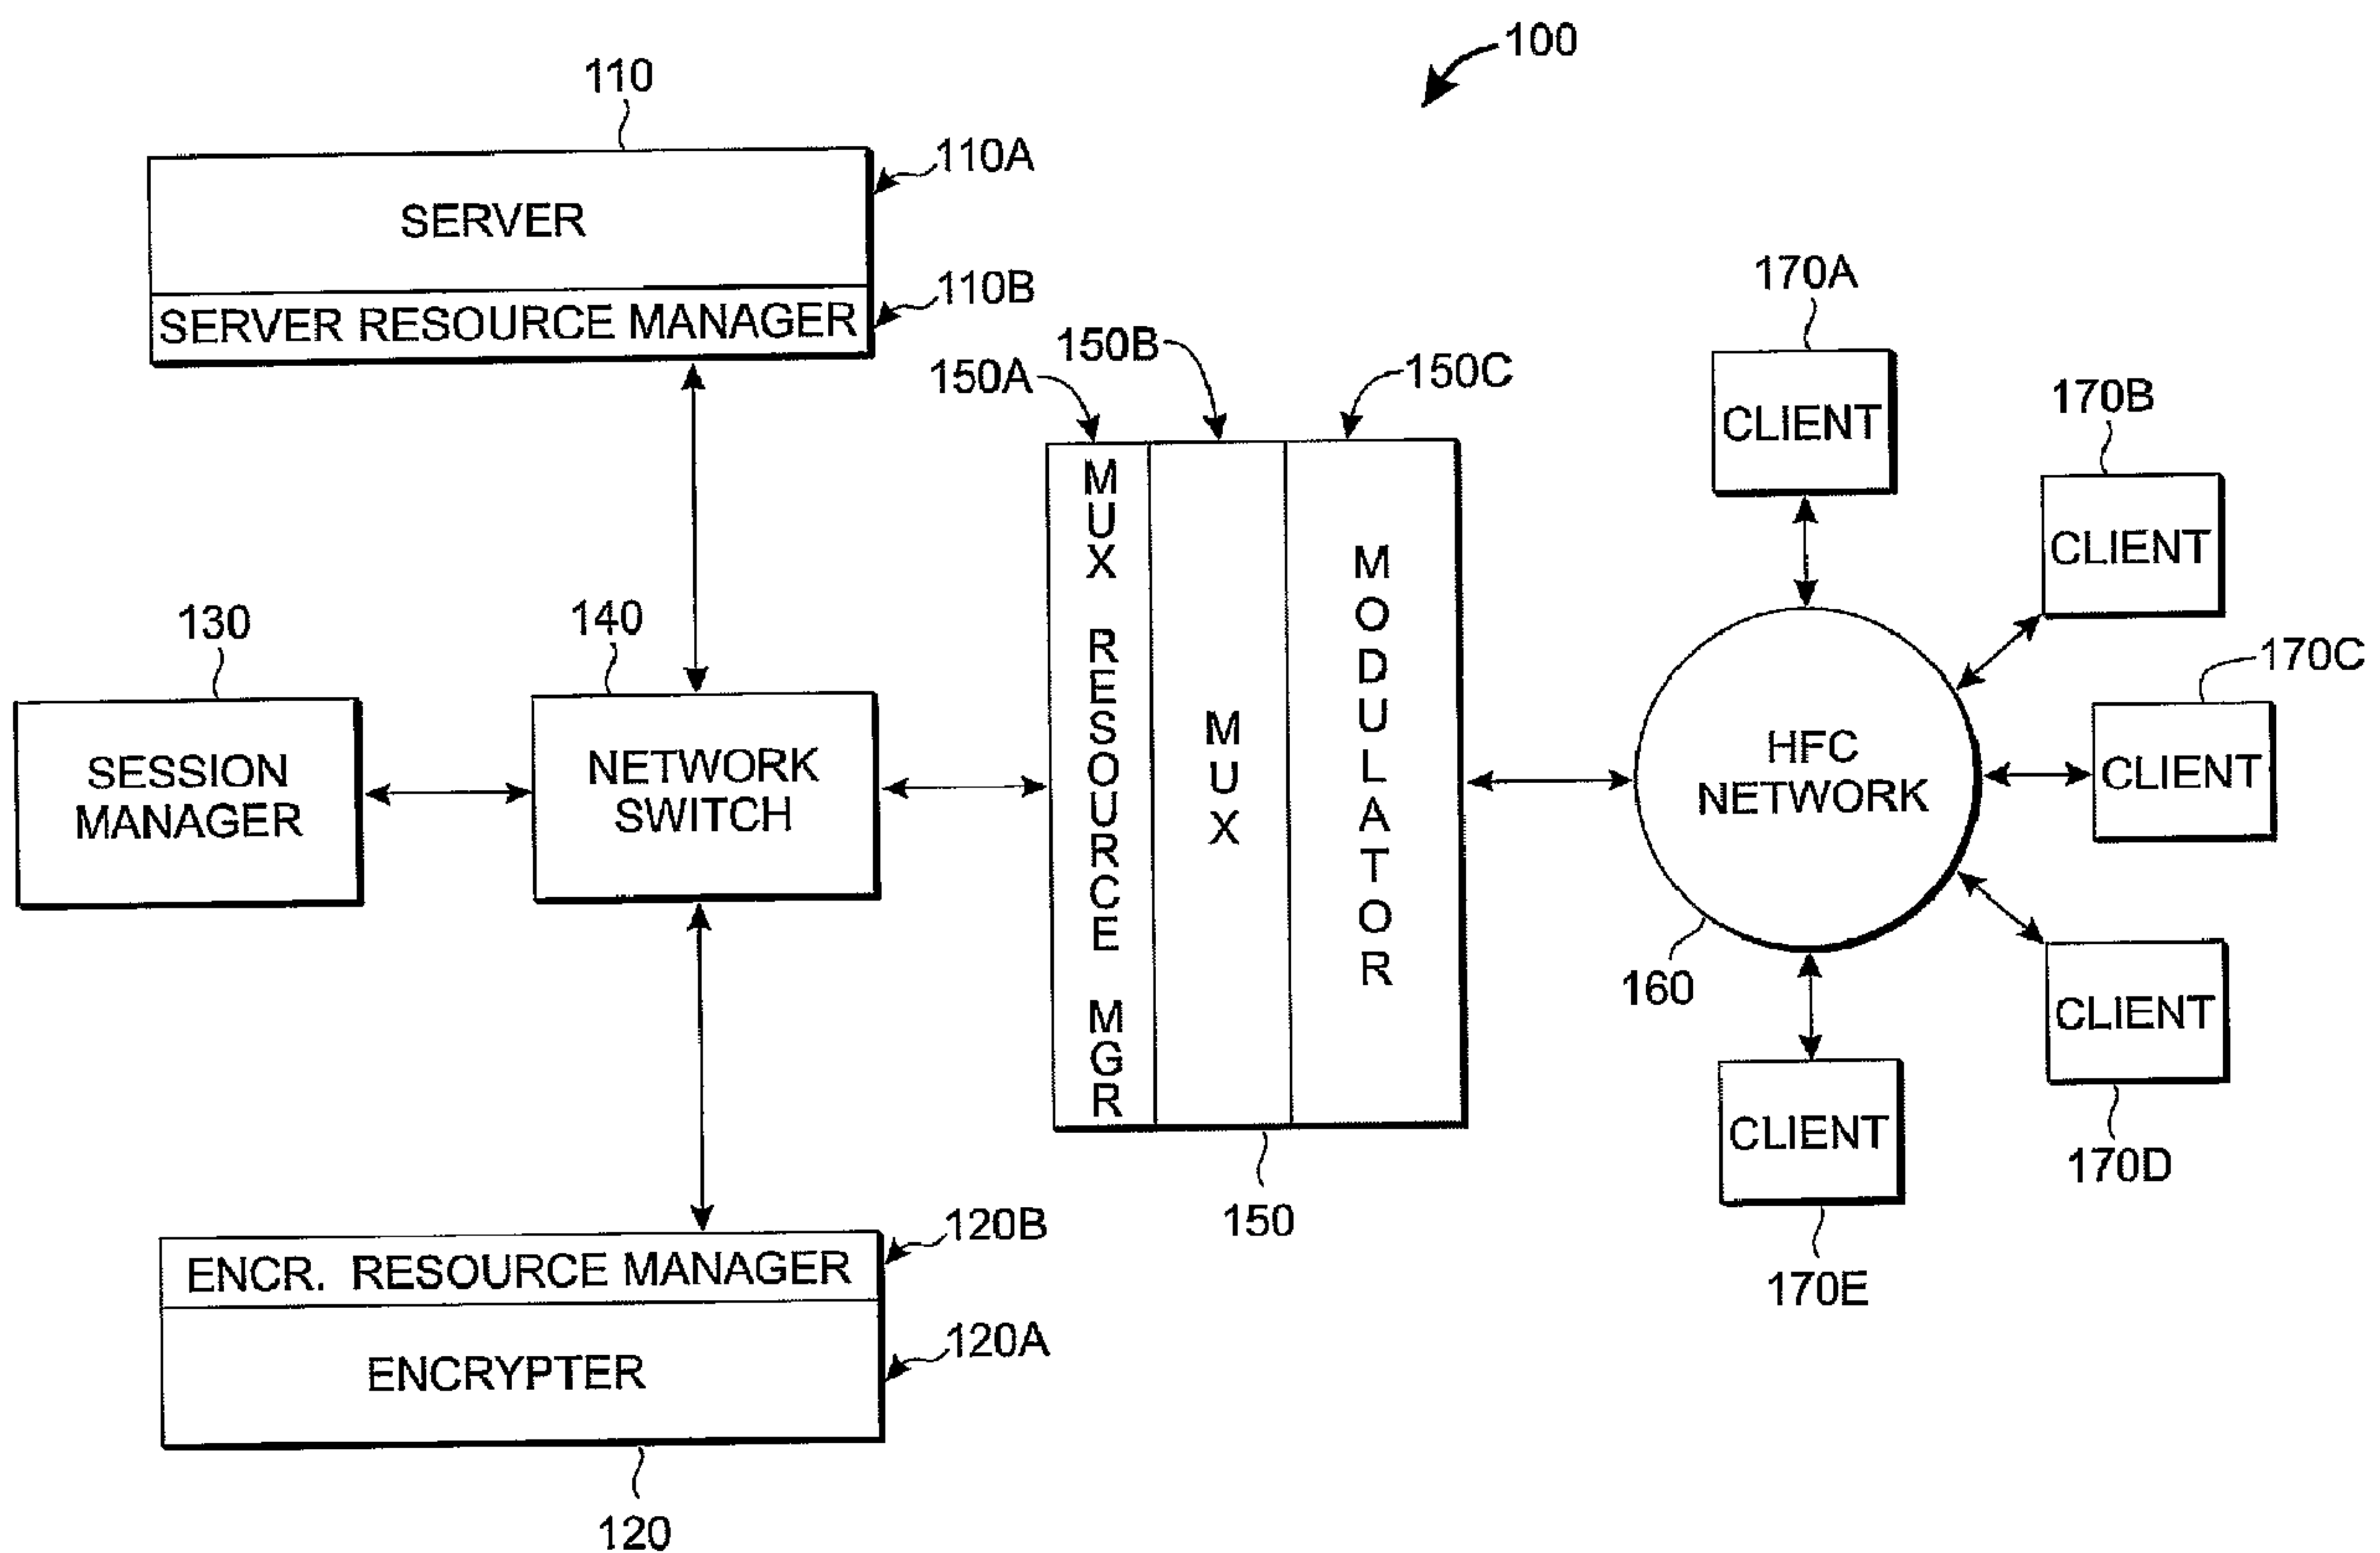 100
110
110A
SERVER
110B
SERVER RESOURCE MANAGER
150A
150B
150C
MUX RESOURCE MGR
MUX
MODULATOR
130
SESSION
MANAGER
140
NETWORK
SWITCH
150
120B
ENCR. RESOURCE MANAGER
120A
ENCRYPTER
120
170A
CLIENT
170B
CLIENT
170C
CLIENT
HFC
NETWORK
160
CLIENT
170D
CLIENT
170E